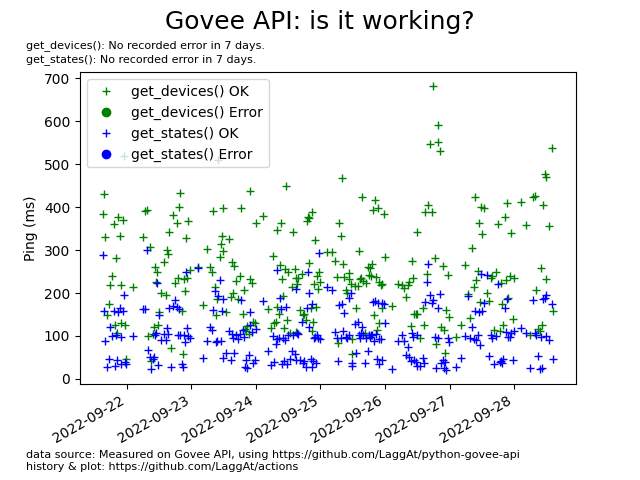 Govee API: is it working?
get_devices(): No recorded error in 7 days.
get_states(): No recorded error in 7 days.
700
600
500
400
300
200
100
0
Ping (ms)
get_devices() OK
get_devices() Error
get_states() OK
get_states() Error
2022-09-22
2022-09-23
2022-09-24
2022-09-25
2022-09-26
2022-09-27
2022-09-28
data source: Measured on Govee API, using https://github.com/LaggAt/python-govee-api
history & plot: https://github.com/LaggAt/actions